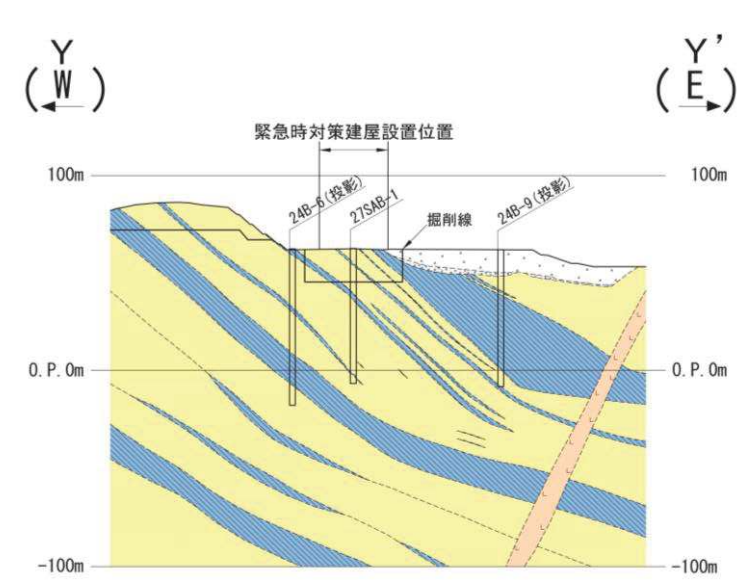 Y
(W)
Y'
(E)
緊急時対策建屋設置位置
100m
100m
24B-6(投影)
27SAB-1
掘削線
24B-9(投影)
O.P.0m
O.P.0m
-100m
-100m